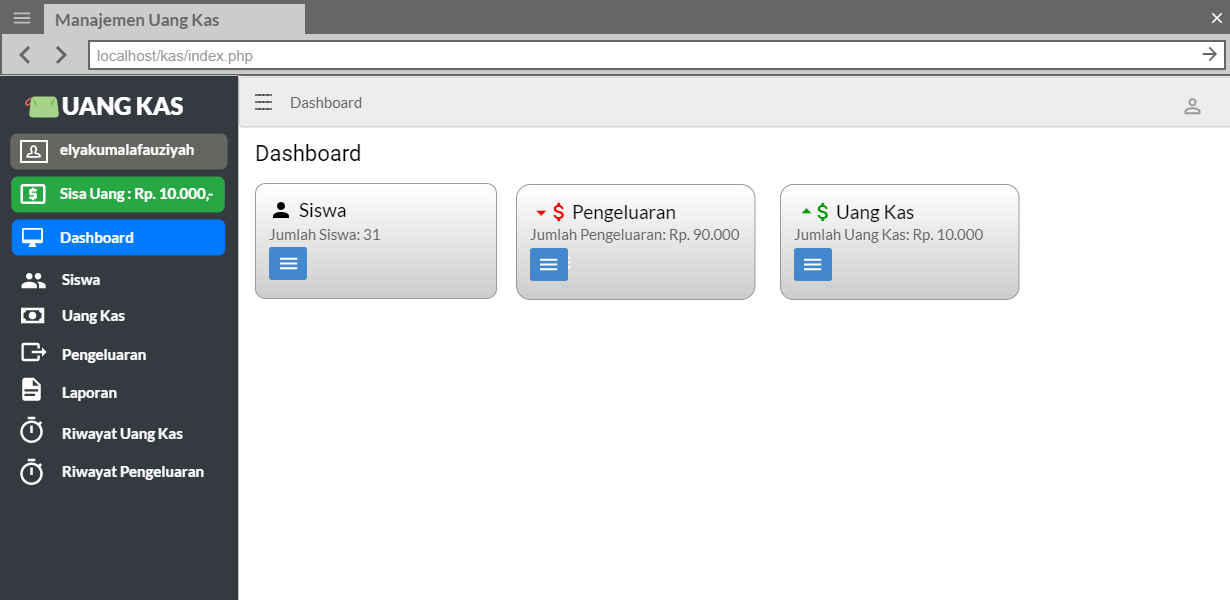 Manajemen Uang Kas
localhost/kas/index.php
UANG KAS
elyakumalafauziyah
Sisa Uang : Rp. 10.000,-
Dashboard
Siswa
Uang Kas
Pengeluaran
Laporan
Riwayat Uang Kas
Riwayat Pengeluaran
Dashboard
Dashboard
Siswa
Jumlah Siswa: 31
Pengeluaran
Jumlah Pengeluaran: Rp. 90.000
Uang Kas
Jumlah Uang Kas: Rp. 10.000